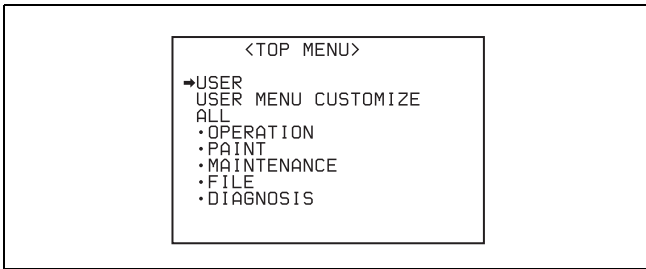 <TOP MENU>
➡USER
USER MENU CUSTOMIZE
ALL
·OPERATION
·PAINT
·MAINTENANCE
·FILE
·DIAGNOSIS